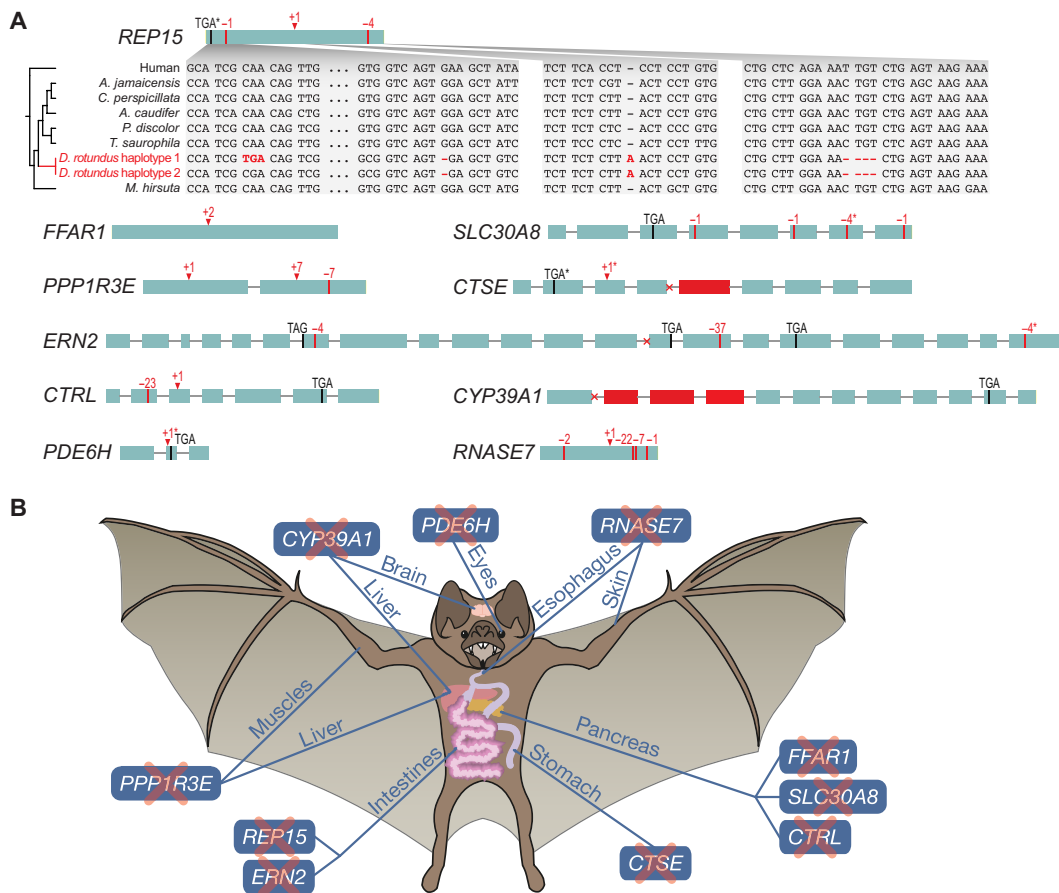 A
REP15
TGA* −1 +1 −4
Human GCA TCG CAA CAG TTG ... GTG GTC AGT GAA GCT ATA TCT TCA CCT – CCT CCT GTG CTG CTC AGA AAT TGT CTG AGT AAG AAA
A. jamaicensis CCA TCG CAA CAG TTG ... GTG GTC AGT GGA GCT ATT TCT TCT CGT – ACT CCT GTG CTG CTT GGA AAC TGT CTG AGC AAG AAA
C. perspicillata CCA TCG CAA CAG TTG ... GTG GTC AGT GGA GCT ATC TCT TCT CCT – ACT CCT GTG CTG CTT GGA AAC TGT CTG AGT AAG AAA
A. caudifer CCA TCG CAA CAG TTG ... GTG GTC AGT GGA GCT ATC TCT TCT CTT – ACT CCT GTG CTG CTT GGA AAC TGT CTG AGT AAG AAA
P. discolor CCA TCG CAA CAG TTG ... GTG GTC AGT GGA GCT ATC TCT TCT CTC – ACT CCC GTG CTG CTT GGA AAC TGT CTG AGT AAG AAA
T. saurophila CCA TCG CAA CAG TTG ... GTG GTC AGT GGA GCT ATC TCT TCT CTT – ACT CCT GTG CTG CTT GGA AAC TGT CTG AGT AAG AAA
D. rotundus haplotype 1 CCA TCG TGA CAG TCG ... GCG GTC AGT –GA GCT ATC TCT TCT CTT A ACT CCT GTG CTG CTT GGA AA– ––– CTG AGT AAG AAA
D. rotundus haplotype 2 CCA TCG CGA CAG TCG ... GCG GTC AGT –GA GCT ATC TCT TCT CTT A ACT CCT GTG CTG CTT GGA AA– ––– CTG AGT AAG AAA
M. hirsuta CCA TCG CAA CAG TTG ... GTG GTC AGT GGA GCT ATG TCT TCT CTT – ACT GCT GTG CTG CTT GGA AAC TGT CTG AGT AAG GAA
FFAR1 +2
SLC30A8 TGA −1 −1 −4* −1
PPP1R3E +1 +7 −7
CTSE TGA* +1* ×
ERN2 TAG −4 × TGA −37 TGA −4*
CTRL −23 +1 TGA
CYP39A1 × TGA
PDE6H +1* TGA
RNASE7 −2 +1 −22 −7 −1
B
CYP39A1
PDE6H
RNASE7
Brain
Liver
Eyes
Esophagus
Skin
Muscles
Liver
Intestines
Pancreas
Stomach
PPP1R3E
REP15
ERN2
FFAR1
SLC30A8
CTRL
CTSE